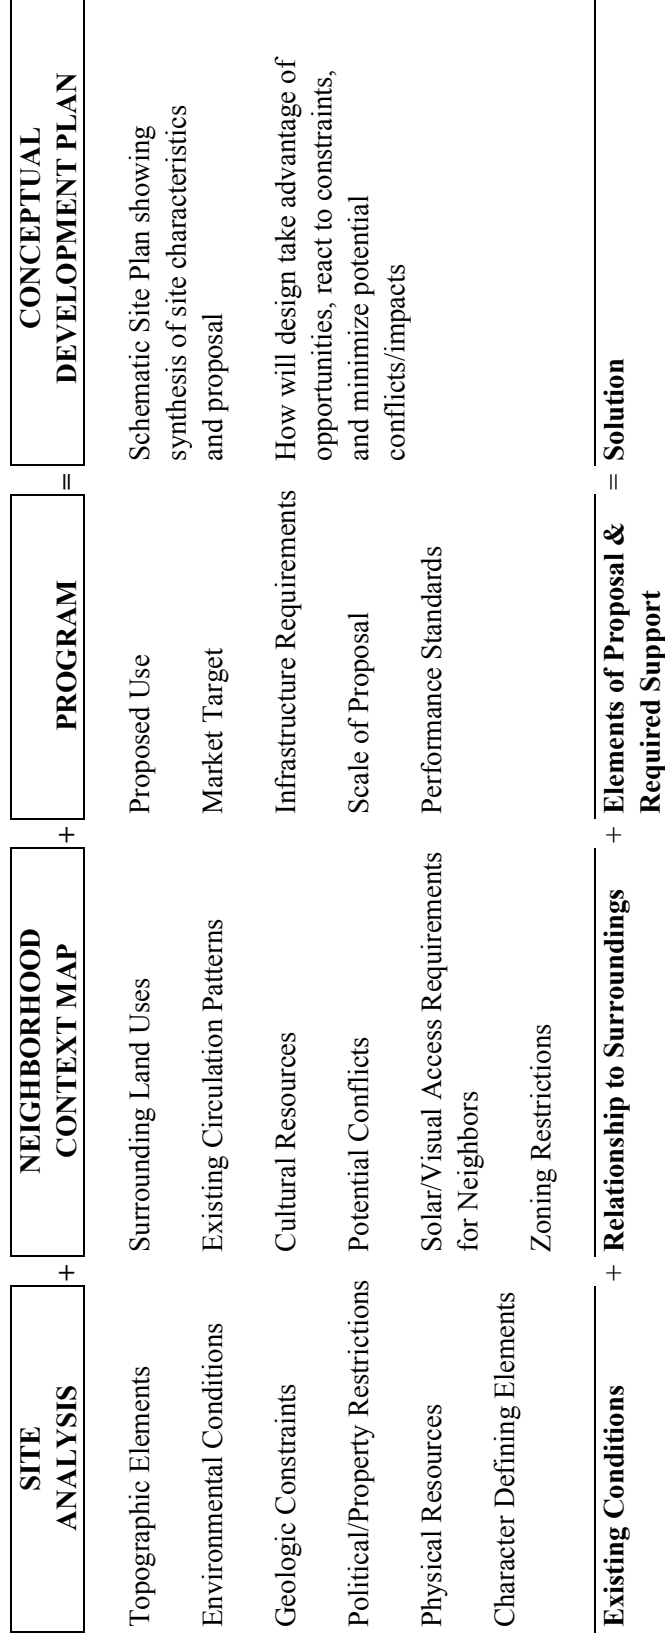 SITE
ANALYSIS
+
NEIGHBORHOOD
CONTEXT MAP
+
PROGRAM
=
CONCEPTUAL
DEVELOPMENT PLAN
Topographic Elements
Environmental Conditions
Geologic Constraints
Political/Property Restrictions
Physical Resources
Character Defining Elements
Surrounding Land Uses
Existing Circulation Patterns
Cultural Resources
Potential Conflicts
Solar/Visual Access Requirements
for Neighbors
Zoning Restrictions
Proposed Use
Market Target
Infrastructure Requirements
Scale of Proposal
Performance Standards
Schematic Site Plan showing
synthesis of site characteristics
and proposal
How will design take advantage of
opportunities, react to constraints,
and minimize potential
conflicts/impacts
Existing Conditions
+
Relationship to Surroundings
+
Elements of Proposal &
Required Support
=
Solution